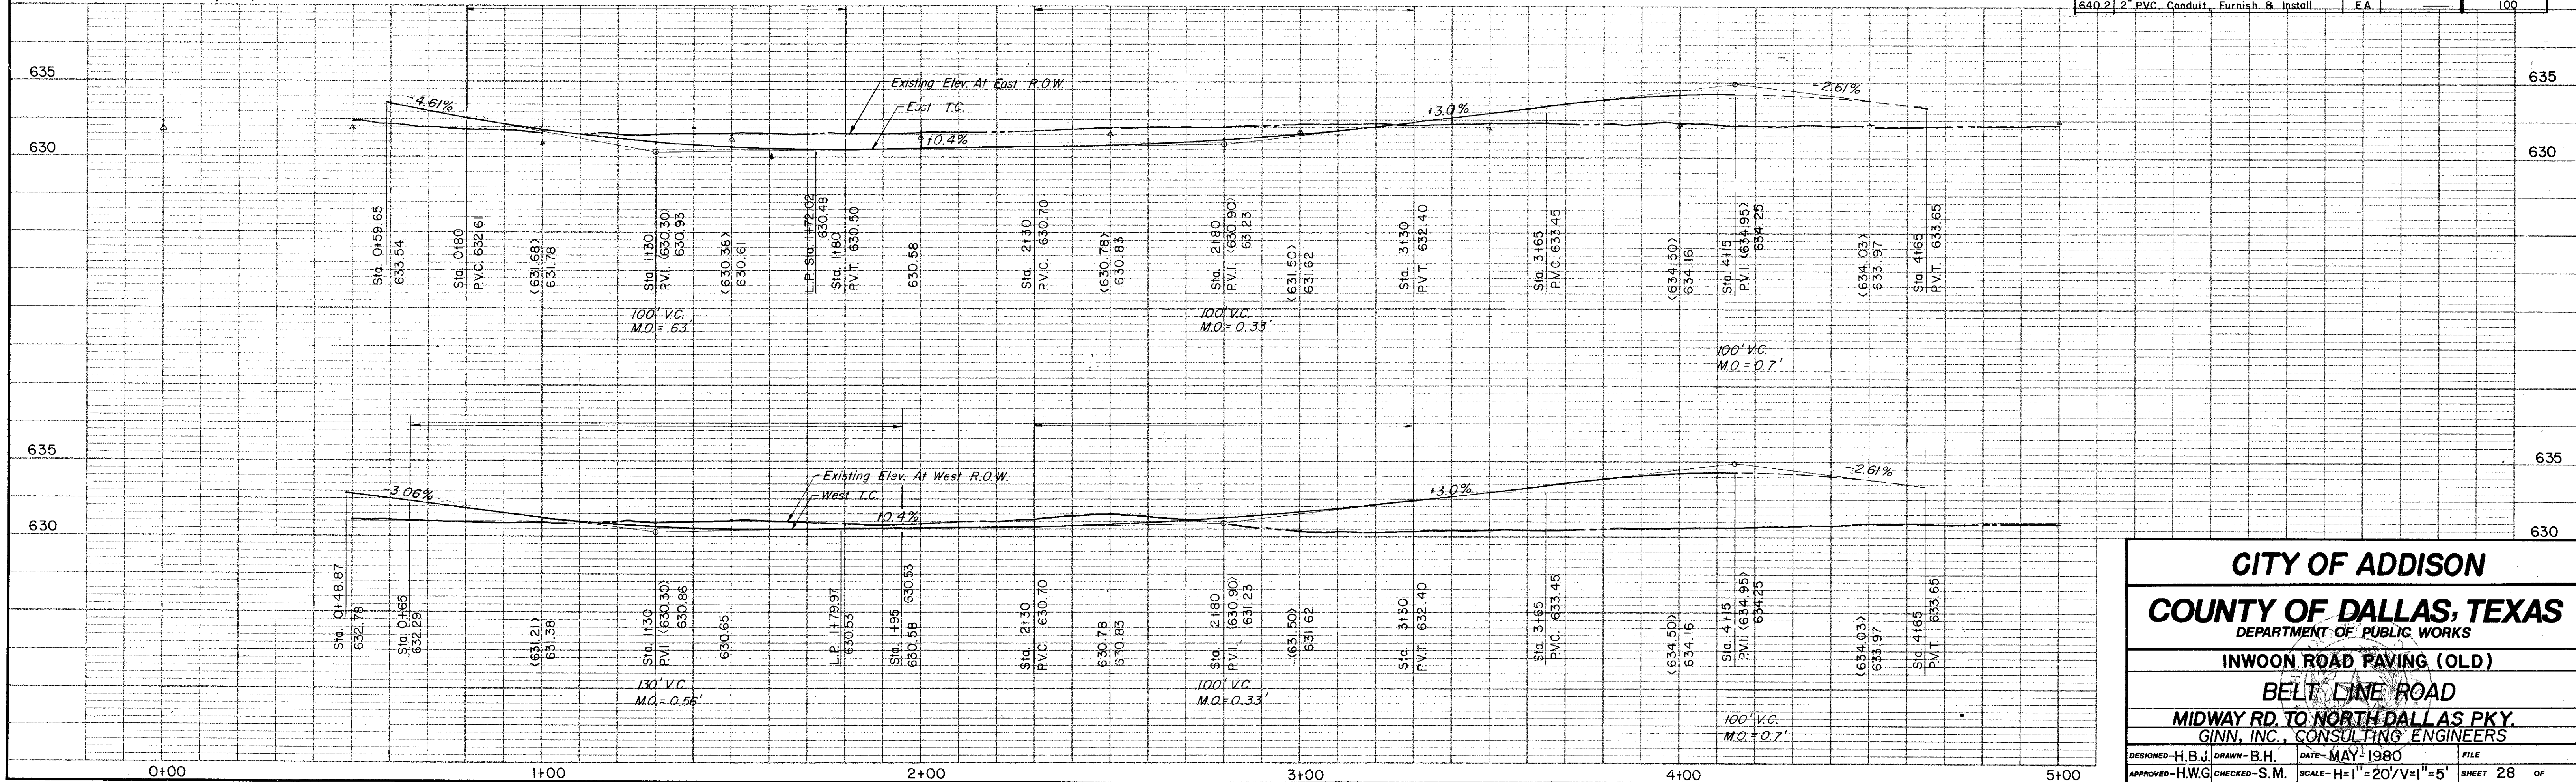 640.2 2" PVC. Conduit, Furnish & Install EA. 100
635
635
Existing Elev. At East R.O.W.
East T.C.
-4.61%
+0.4%
+3.0%
-2.61%
630
630
Sta. 0+59.65
633.54
Sta. 0+80
P.V.C. 632.61
<631.68>
631.78
Sta. 1+30
P.V.I. <630.30>
630.93
<630.38>
630.61
L.P. Sta. 1+72.02
630.48
Sta. 1+80
P.V.T. 630.50
630.58
Sta. 2+30
P.V.C. 630.70
<630.78>
630.83
Sta. 2+80
P.V.I. <630.90>
631.23
<631.50>
631.62
Sta. 3+30
P.V.T. 632.40
Sta. 3+65
P.V.C. 633.45
<634.50>
634.16
Sta. 4+15
P.V.I. <634.95>
634.25
<634.03>
633.97
Sta. 4+65
P.V.T. 633.65
100' V.C.
M.O.= .63'
100' V.C.
M.O.= 0.33'
100' V.C.
M.O.= 0.7'
635
635
Existing Elev. At West R.O.W.
West T.C.
-3.06%
+0.4%
+3.0%
-2.61%
630
630
Sta. 0+48.87
632.78
Sta. 0+65
632.29
<631.21>
631.38
Sta. 1+30
P.V.I <630.30>
630.86
630.65
L.P. 1+79.97
630.53
Sta. 1+95 630.53
630.58
Sta. 2+30
P.V.C. 630.70
630.78
630.83
Sta. 2+80
P.V.I. <630.90>
631.23
<631.50>
631.62
Sta. 3+30
P.V.T. 632.40
Sta. 3+65
P.V.C. 633.45
<634.50>
634.16
Sta. 4+15
P.V.I. <634.95>
634.25
<634.03>
633.97
Sta. 4+65
P.V.T. 633.65
130' V.C.
M.O.= 0.56'
100' V.C.
M.O.= 0.33'
100' V.C.
M.O.= 0.7'
0+00 1+00 2+00 3+00 4+00 5+00
CITY OF ADDISON
COUNTY OF DALLAS, TEXAS
DEPARTMENT OF PUBLIC WORKS
INWOON ROAD PAVING (OLD)
BELT LINE ROAD
MIDWAY RD. TO NORTH DALLAS PKY.
GINN, INC., CONSULTING ENGINEERS
DESIGNED-H.B.J. DRAWN-B.H. DATE-MAY-1980 FILE
APPROVED-H.W.G CHECKED-S.M. SCALE-H=1"=20'/V=1"=5' SHEET 28 OF